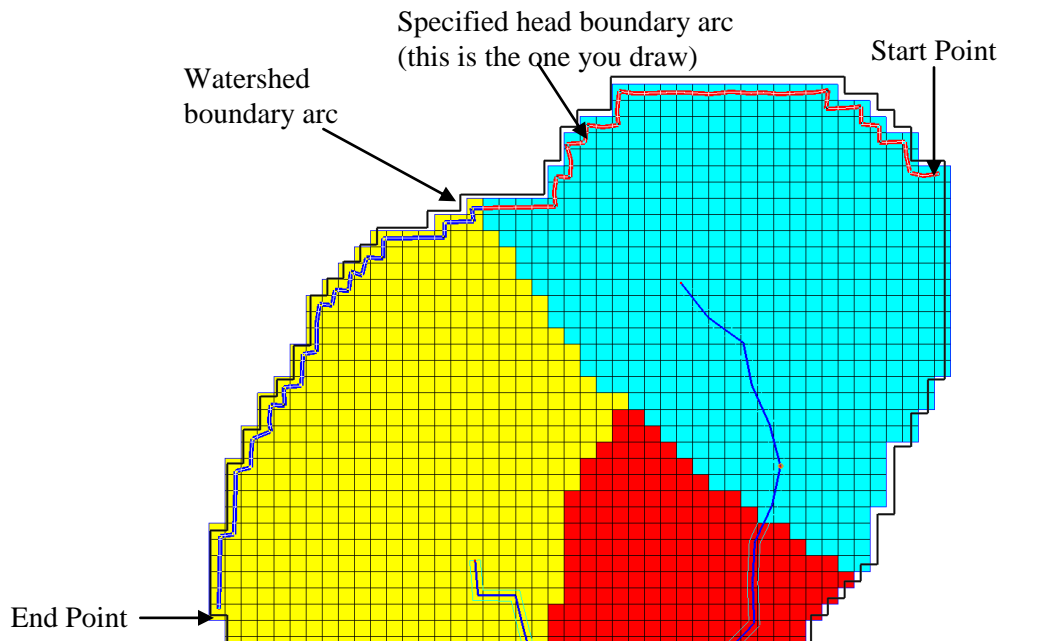 Specified head boundary arc
(this is the one you draw)
Start Point
Watershed
boundary arc
End Point